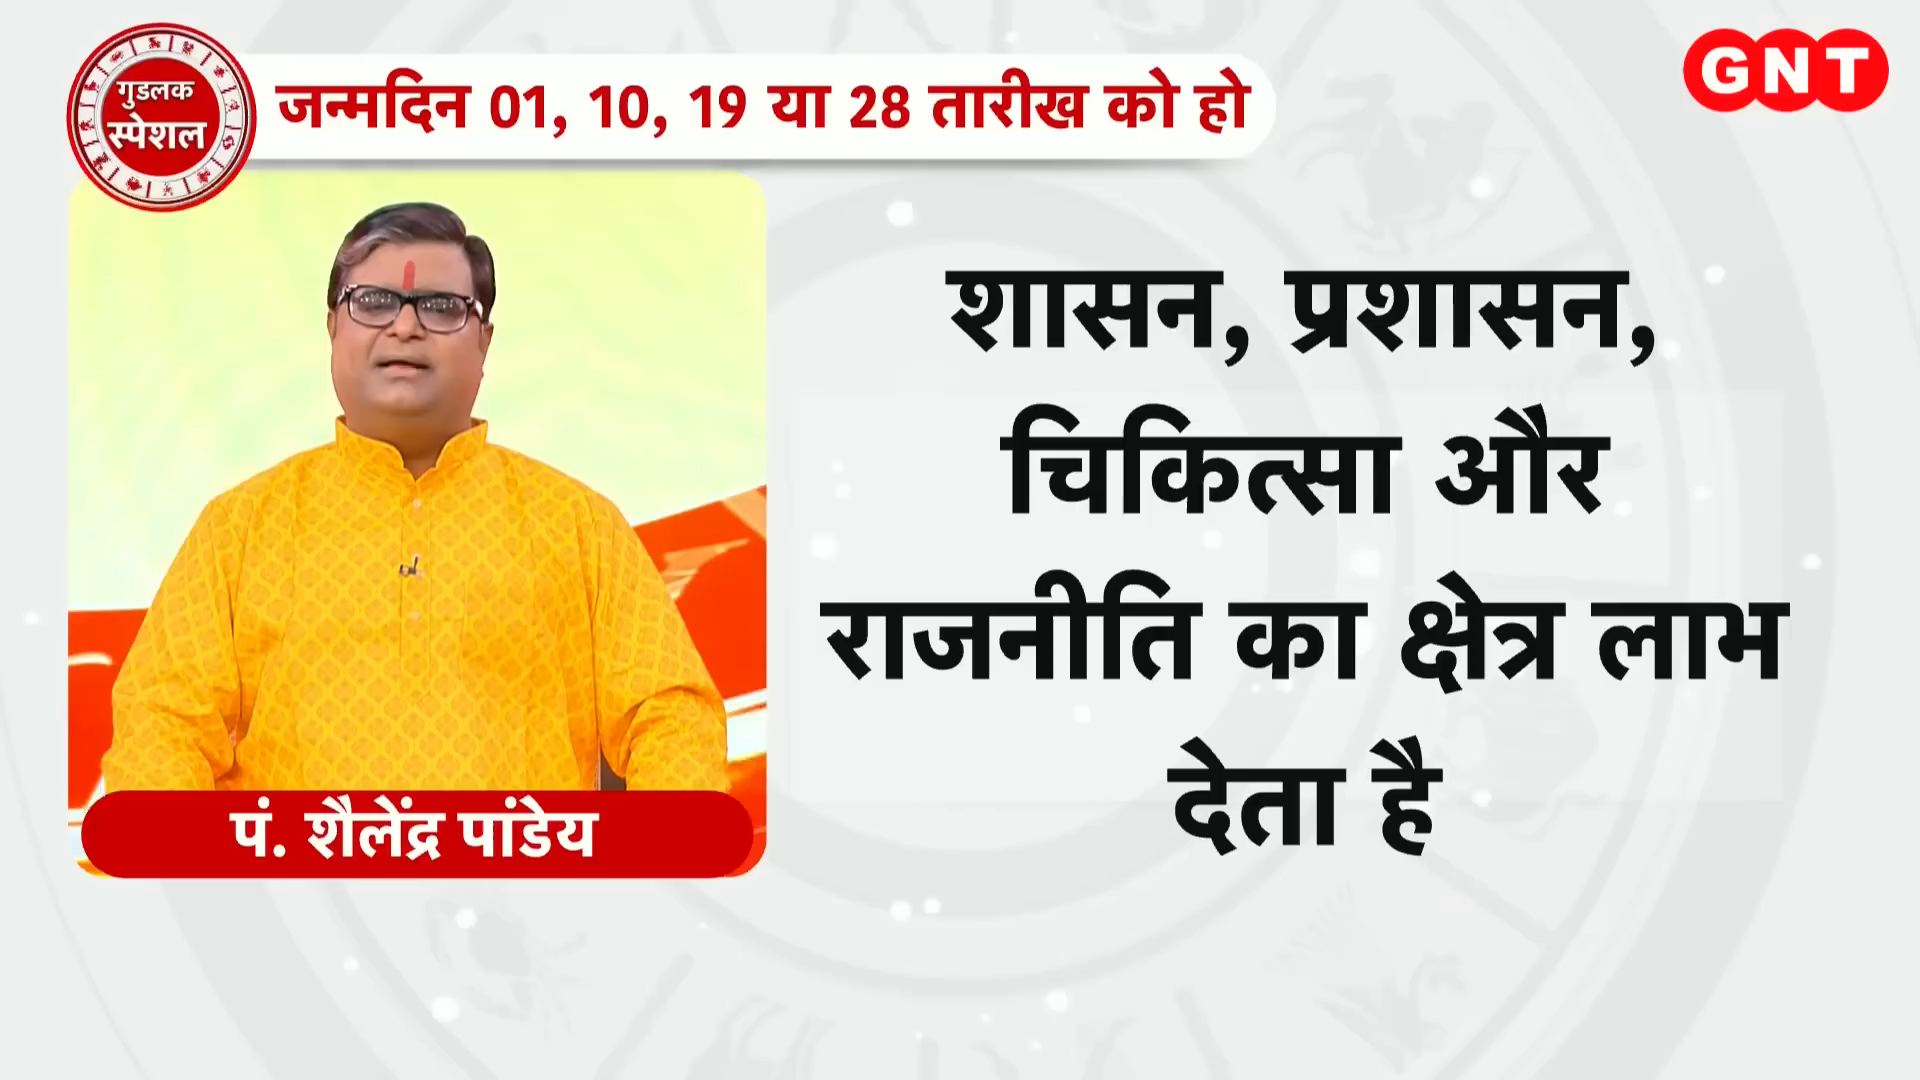 गुडलक
स्पेशल
जन्मदिन 01, 10, 19 या 28 तारीख को हो
GNT
शासन, प्रशासन,
चिकित्सा और
राजनीति का क्षेत्र लाभ
देता है
पं. शैलेंद्र पांडेय